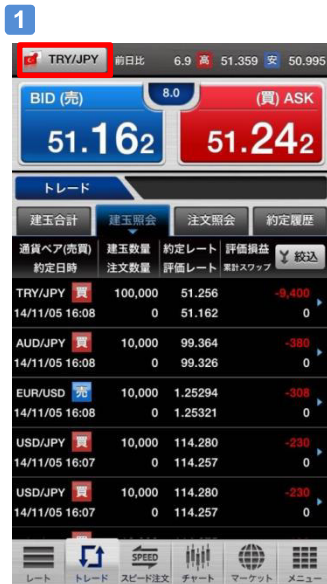 1
TRY/JPY 前日比 6.9 高 51.359 安 50.995
BID (売) 8.0 (買) ASK
51.162 51.242
トレード
建玉合計 建玉照会 注文照会 約定履歴
通貨ペア(売買) 建玉数量 約定レート 評価損益 絞込
約定日時 注文数量 評価レート 累計スワップ
TRY/JPY 買 100,000 51.256 -9,400
14/11/05 16:08 0 51.162 0
AUD/JPY 買 10,000 99.364 -380
14/11/05 16:08 0 99.326 0
EUR/USD 売 10,000 1.25294 -308
14/11/05 16:08 0 1.25321 0
USD/JPY 買 10,000 114.280 -230
14/11/05 16:07 0 114.257 0
USD/JPY 買 10,000 114.280 -230
14/11/05 16:07 0 114.257 0
SPEED
レート トレード スピード注文 チャート マーケット メニュー